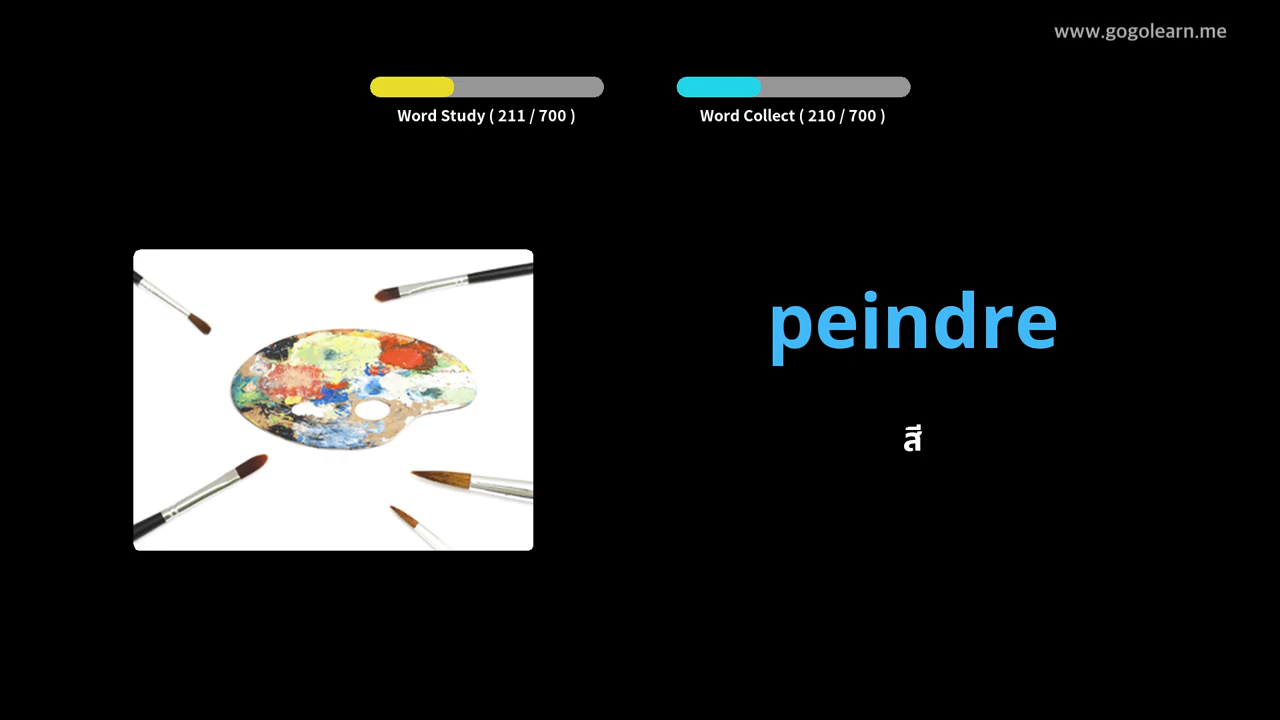 www.gogolearn.me
Word Study ( 211 / 700 )
Word Collect ( 210 / 700 )
peindre
สี